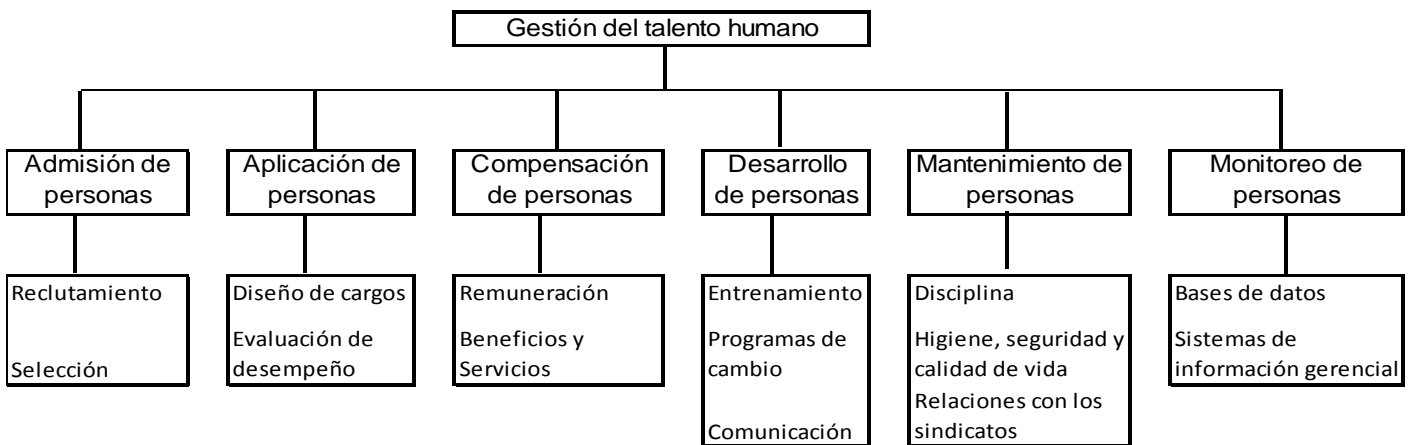 Gestión del talento humano
Admisión de
personas
Aplicación de
personas
Compensación
de personas
Desarrollo
de personas
Mantenimiento de
personas
Monitoreo de
personas
Reclutamiento
Selección
Diseño de cargos
Evaluación de
desempeño
Remuneración
Beneficios y
Servicios
Entrenamiento
Programas de
cambio
Comunicación
Disciplina
Higiene, seguridad y
calidad de vida
Relaciones con los
sindicatos
Bases de datos
Sistemas de
información gerencial